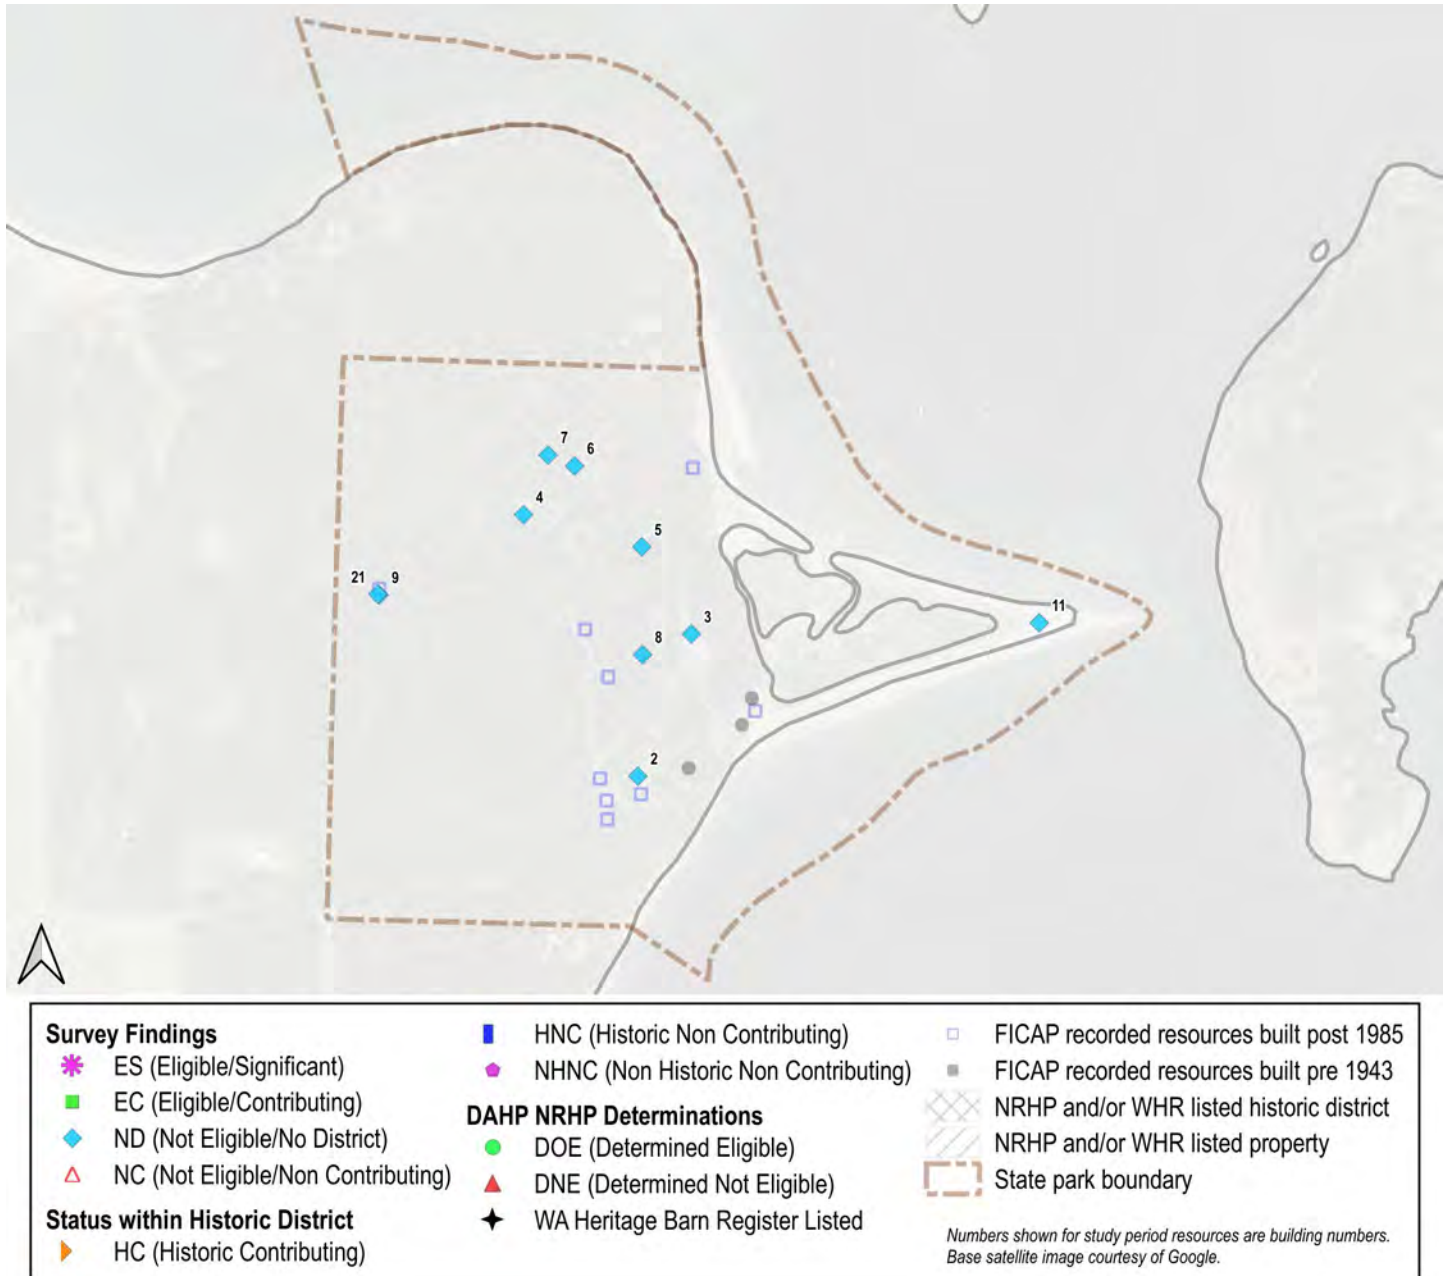 7
6
4
5
21
9
3
8
11
2
Survey Findings
ES (Eligible/Significant)
EC (Eligible/Contributing)
ND (Not Eligible/No District)
NC (Not Eligible/Non Contributing)
Status within Historic District
HC (Historic Contributing)
HNC (Historic Non Contributing)
NHNC (Non Historic Non Contributing)
DAHP NRHP Determinations
DOE (Determined Eligible)
DNE (Determined Not Eligible)
WA Heritage Barn Register Listed
FICAP recorded resources built post 1985
FICAP recorded resources built pre 1943
NRHP and/or WHR listed historic district
NRHP and/or WHR listed property
State park boundary
Numbers shown for study period resources are building numbers.
Base satellite image courtesy of Google.